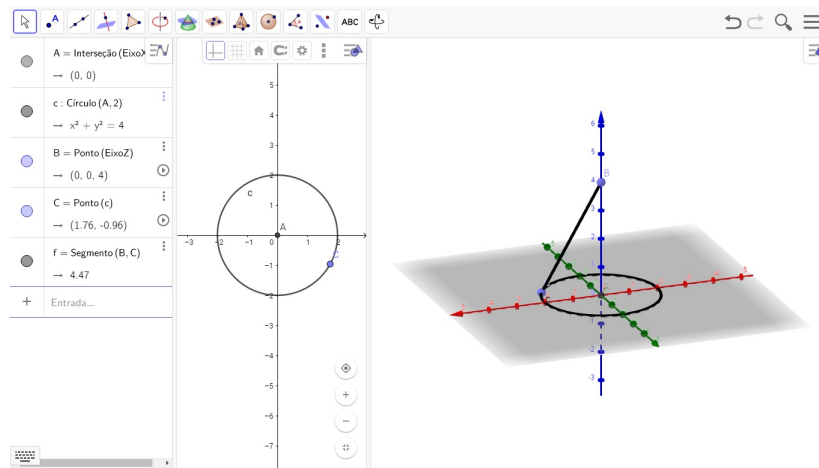 ABC
A = Interseção (EixoX
→ (0, 0)
c : Círculo (A, 2)
→ x² + y² = 4
B = Ponto (EixoZ)
→ (0, 0, 4)
C = Ponto (c)
→ (1.76, -0.96)
f = Segmento (B, C)
→ 4.47
+ Entrada...
5
4
3
2
c
1
A
−3 −2 −1 0 1 2
C
−1
−2
−3
−4
−5
−6
−7
6
5
B
4
3
2
1
C
-1
-2
-3